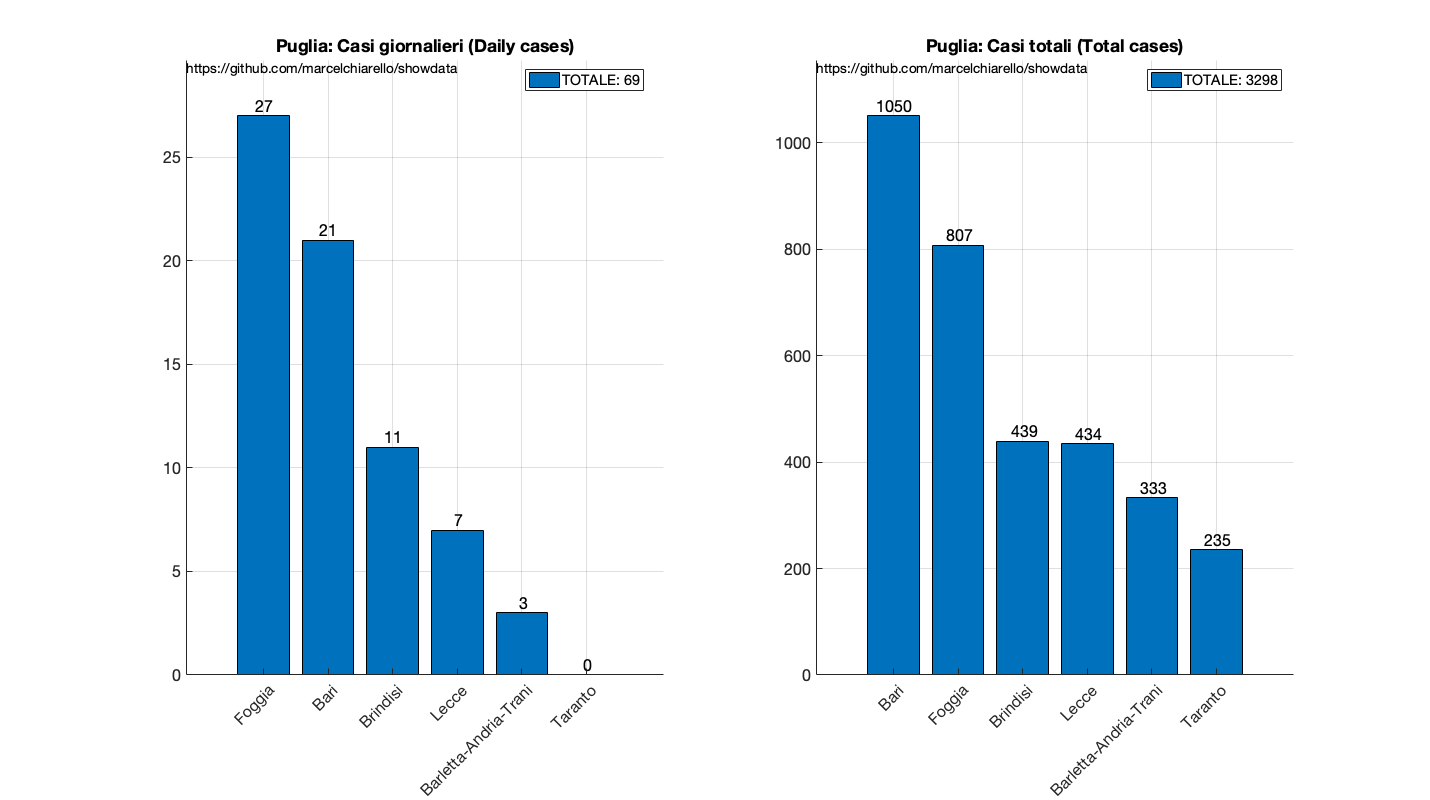 Puglia: Casi giornalieri (Daily cases)
https://github.com/marcelchiarello/showdata
TOTALE: 69
27
21
11
7
3
0
25
20
15
10
5
0
Foggia
Bari
Brindisi
Lecce
Barletta-Andria-Trani
Taranto
Puglia: Casi totali (Total cases)
https://github.com/marcelchiarello/showdata
TOTALE: 3298
1050
807
439
434
333
235
1000
800
600
400
200
0
Bari
Foggia
Brindisi
Lecce
Barletta-Andria-Trani
Taranto